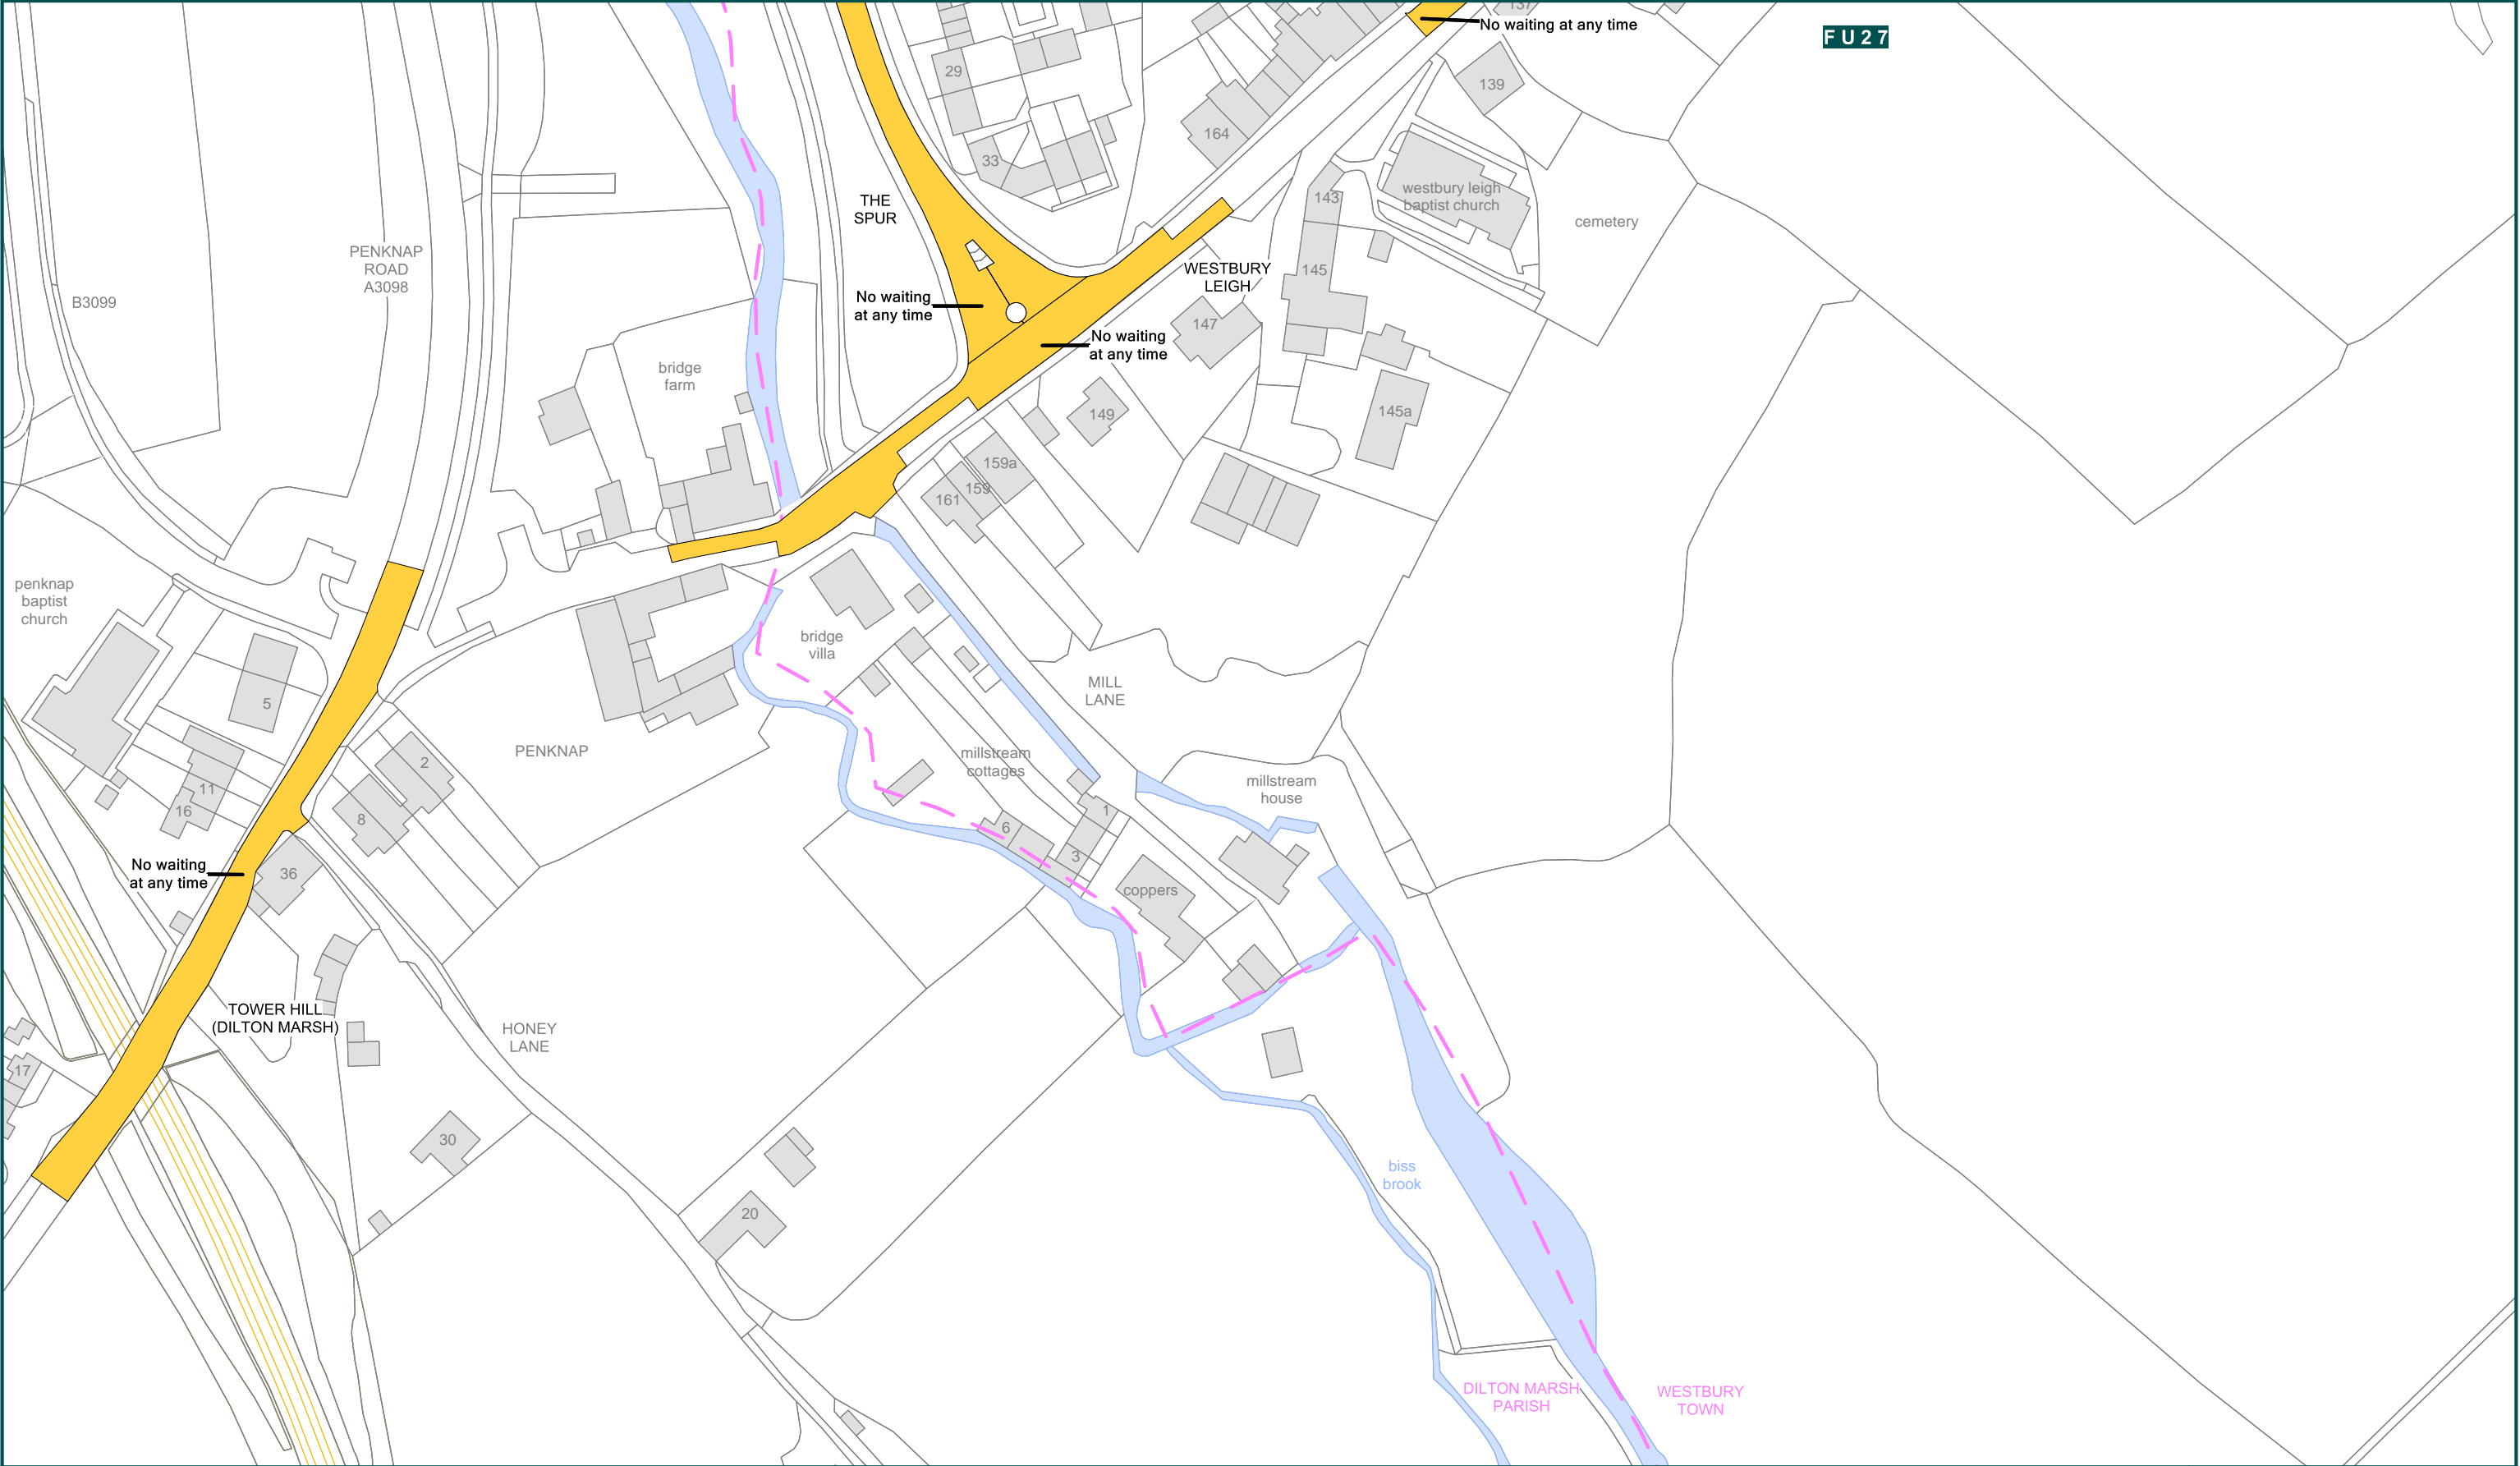 137
No waiting at any time
FU27
29
139
164
33
THE
SPUR
143
westbury leigh
baptist church
cemetery
PENKNAP
ROAD
A3098
B3099
WESTBURY
LEIGH
145
No waiting
at any time
147
No waiting
at any time
bridge
farm
149
145a
159a
159
161
penknap
baptist
church
bridge
villa
5
MILL
LANE
PENKNAP
2
millstream
cottages
millstream
house
11
16
8
1
6
3
No waiting
at any time
36
coppers
TOWER HILL
(DILTON MARSH)
HONEY
LANE
17
30
biss
brook
20
DILTON MARSH
PARISH
WESTBURY
TOWN